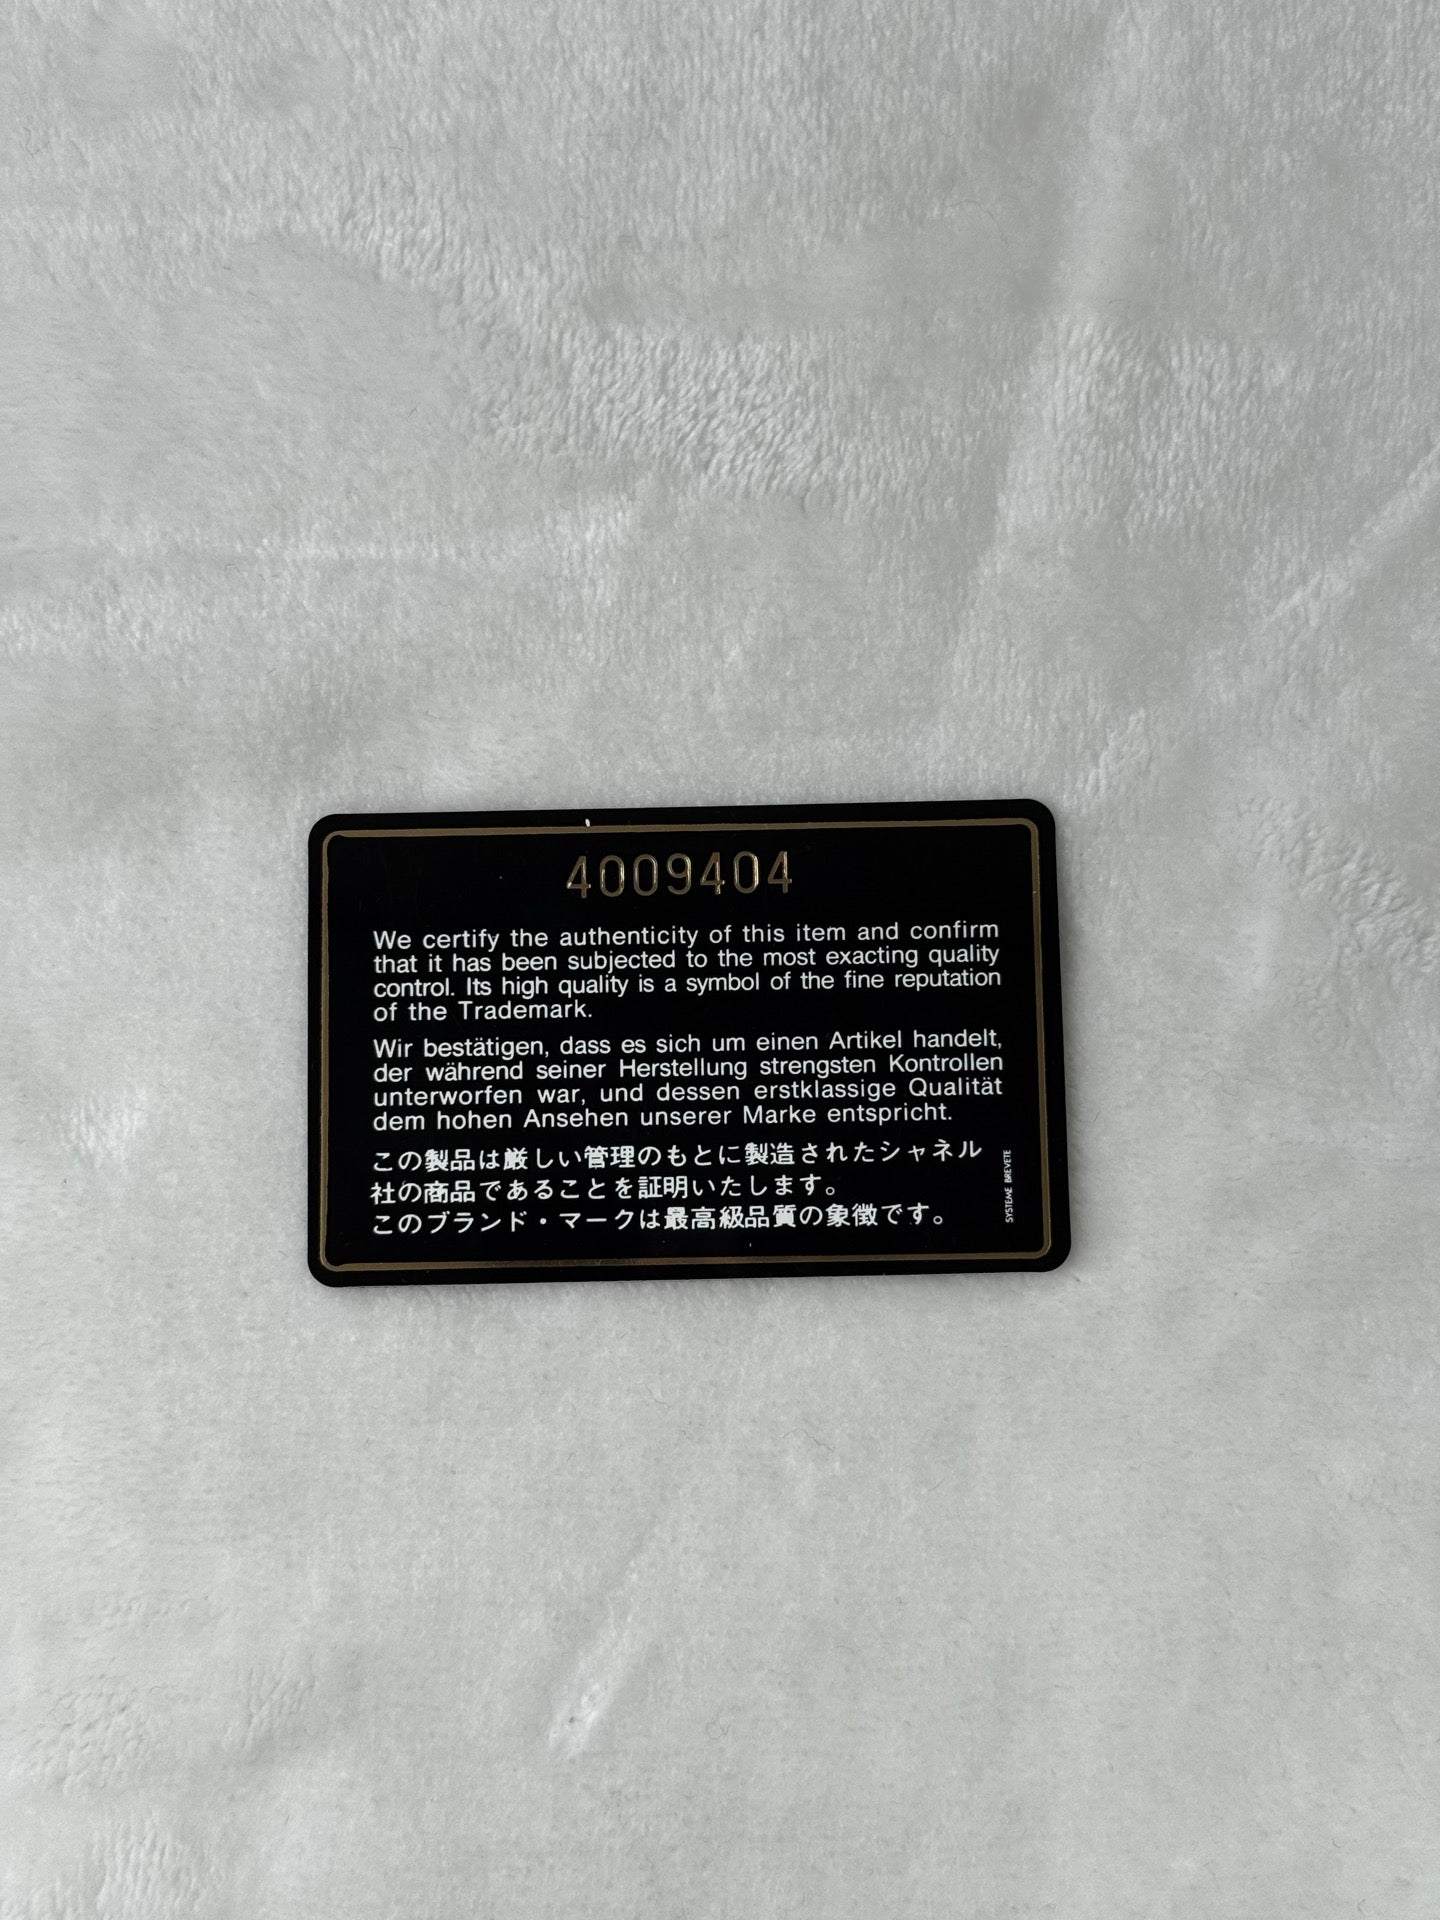 4009404
We certify the authenticity of this item and confirm
that it has been subjected to the most exacting quality
control. Its high quality is a symbol of the fine reputation
of the Trademark.
Wir bestätigen, dass es sich um einen Artikel handelt,
der während seiner Herstellung strengsten Kontrollen
unterworfen war, und dessen erstklassige Qualität
dem hohen Ansehen unserer Marke entspricht.
この製品は厳しい管理のもとに製造されたシャネル
社の商品であることを証明いたします。
このブランド・マークは最高級品質の象徴です。
SYSTEME BREVETE